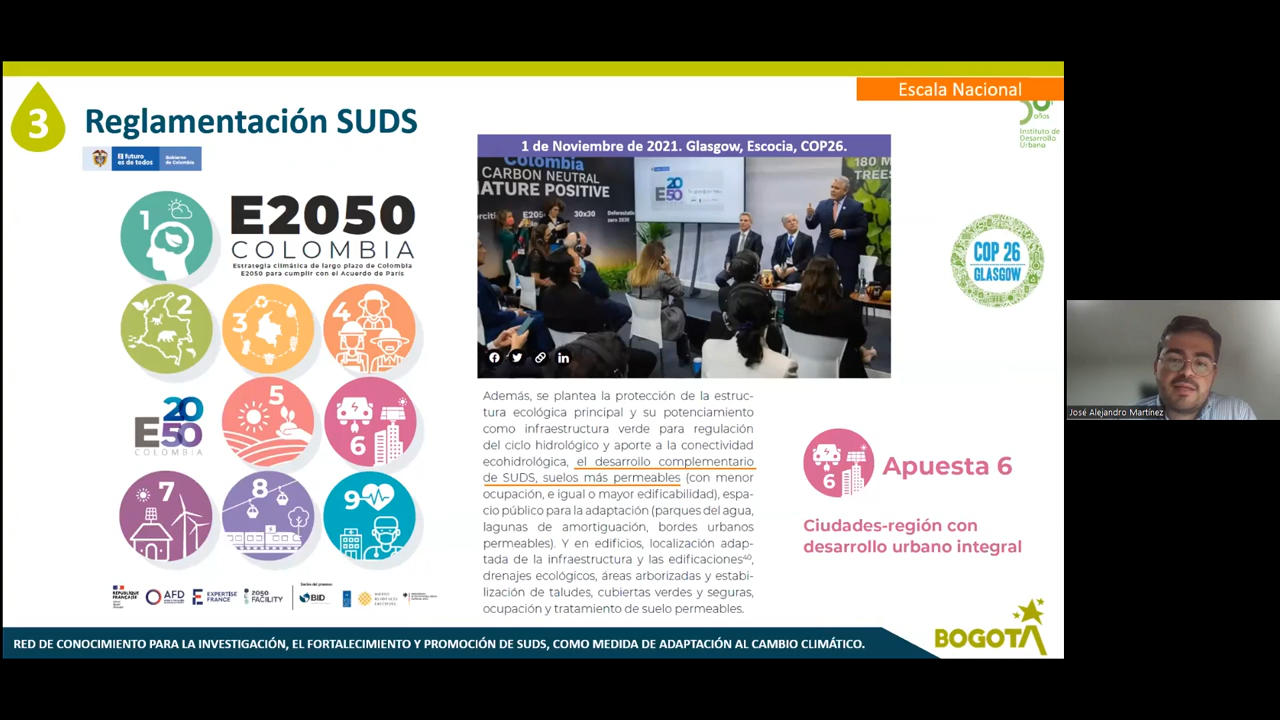 Escala Nacional
3
Reglamentación SUDS
años
Instituto de
Desarrollo
Urbano
El futuro
es de todos
Gobierno
de Colombia
1 de Noviembre de 2021. Glasgow, Escocia, COP26.
Colombia
CARBON NEUTRAL
NATURE POSITIVE
E2050
30x30
180 M
TREES
2050
1
E2050
COLOMBIA
Estrategia climática de largo plazo de Colombia
E2050 para cumplir con el Acuerdo de París
2
3
4
5
6
E2050
COLOMBIA
7
8
9
COP 26
GLASGOW
Además, se plantea la protección de la estruc-
tura ecológica principal y su potenciamiento
como infraestructura verde para regulación
del ciclo hidrológico y aporte a la conectividad
ecohidrológica, el desarrollo complementario
de SUDS, suelos más permeables (con menor
ocupación, e igual o mayor edificabilidad), espa-
cio público para la adaptación (parques del agua,
lagunas de amortiguación, bordes urbanos
permeables). Y en edificios, localización adap-
tada de la infraestructura y las edificaciones⁴⁰,
drenajes ecológicos, áreas arborizadas y estabi-
lización de taludes, cubiertas verdes y seguras,
ocupación y tratamiento de suelo permeables.
6
Apuesta 6
Ciudades-región con
desarrollo urbano integral
RÉPUBLIQUE
FRANÇAISE
AFD
EXPERTISE
FRANCE
2050
FACILITY
BID
RED DE CONOCIMIENTO PARA LA INVESTIGACIÓN, EL FORTALECIMIENTO Y PROMOCIÓN DE SUDS, COMO MEDIDA DE ADAPTACIÓN AL CAMBIO CLIMÁTICO.
BOGOTÁ
José Alejandro Martínez